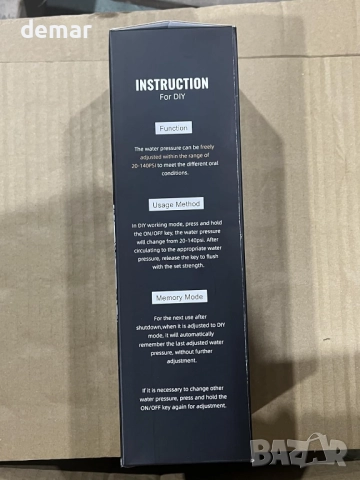 demar
INSTRUCTION
For DIY
Function
The water pressure can be freely
adjusted within the range of
20-140PSI to meet the different oral
conditions.
Usage Method
In DIY working mode, press and hold
the ON/OFF key, the water pressure
will change from 20-140psi. After
circulating to the appropriate water
pressure, release the key to flush
with the set strength.
Memory Mode
For the next use after
shutdown,when it is adjusted to DIY
mode, it will automatically
remember the last adjusted water
pressure, without further
adjustment.
If it is necessary to change other
water pressure, press and hold the
ON/OFF key again for adjustment.
BAZAR
bg